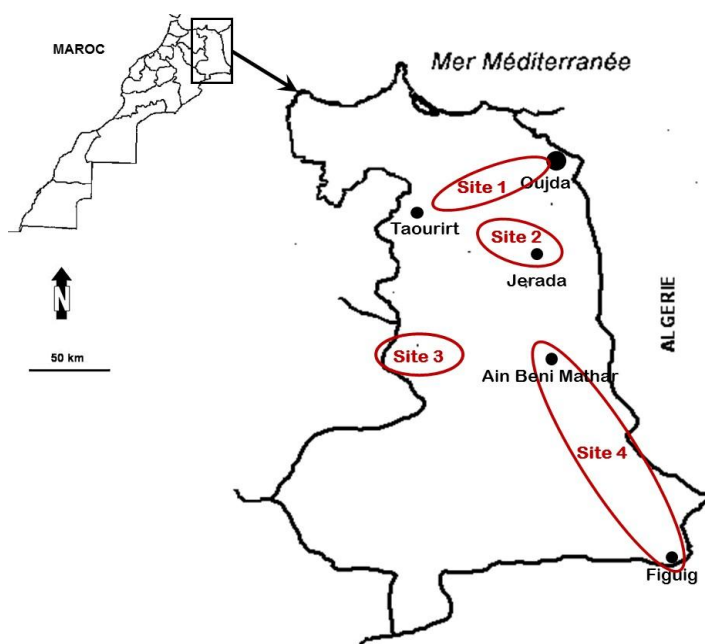 MAROC
Mer Méditerranée
Oujda
Site 1
Taourirt
Site 2
Jerada
N
50 km
ALGERIE
Site 3
Ain Beni Mathar
Site 4
Figuig